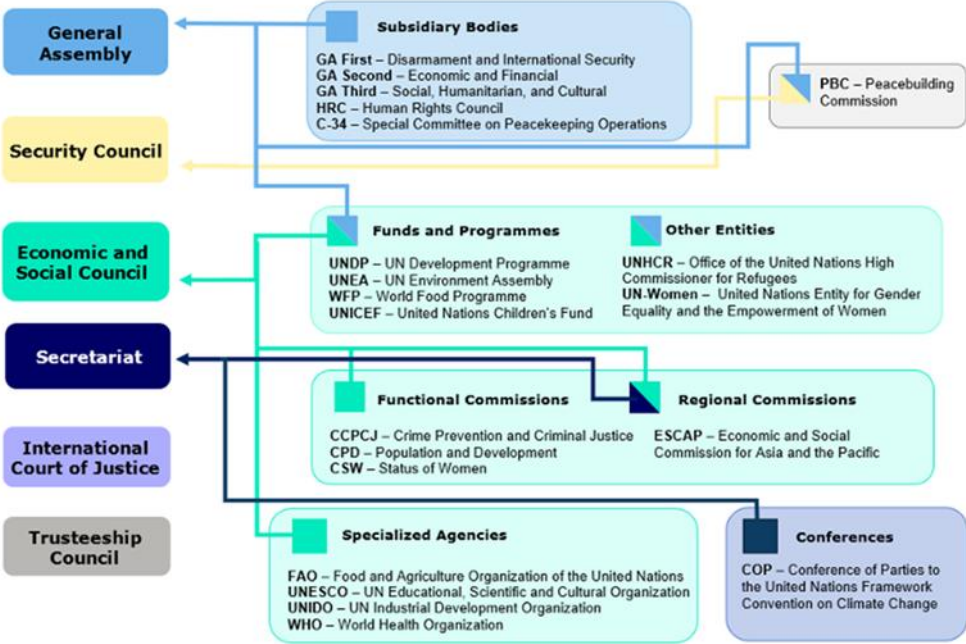 General
Assembly
Security Council
Economic and
Social Council
Secretariat
International
Court of Justice
Trusteeship
Council
Subsidiary Bodies
GA First – Disarmament and International Security
GA Second – Economic and Financial
GA Third – Social, Humanitarian, and Cultural
HRC – Human Rights Council
C-34 – Special Committee on Peacekeeping Operations
PBC – Peacebuilding
Commission
Funds and Programmes
UNDP – UN Development Programme
UNEA – UN Environment Assembly
WFP – World Food Programme
UNICEF – United Nations Children's Fund
Other Entities
UNHCR – Office of the United Nations High
Commissioner for Refugees
UN-Women – United Nations Entity for Gender
Equality and the Empowerment of Women
Functional Commissions
CCPCJ – Crime Prevention and Criminal Justice
CPD – Population and Development
CSW – Status of Women
Regional Commissions
ESCAP – Economic and Social
Commission for Asia and the Pacific
Specialized Agencies
FAO – Food and Agriculture Organization of the United Nations
UNESCO – UN Educational, Scientific and Cultural Organization
UNIDO – UN Industrial Development Organization
WHO – World Health Organization
Conferences
COP – Conference of Parties to
the United Nations Framework
Convention on Climate Change